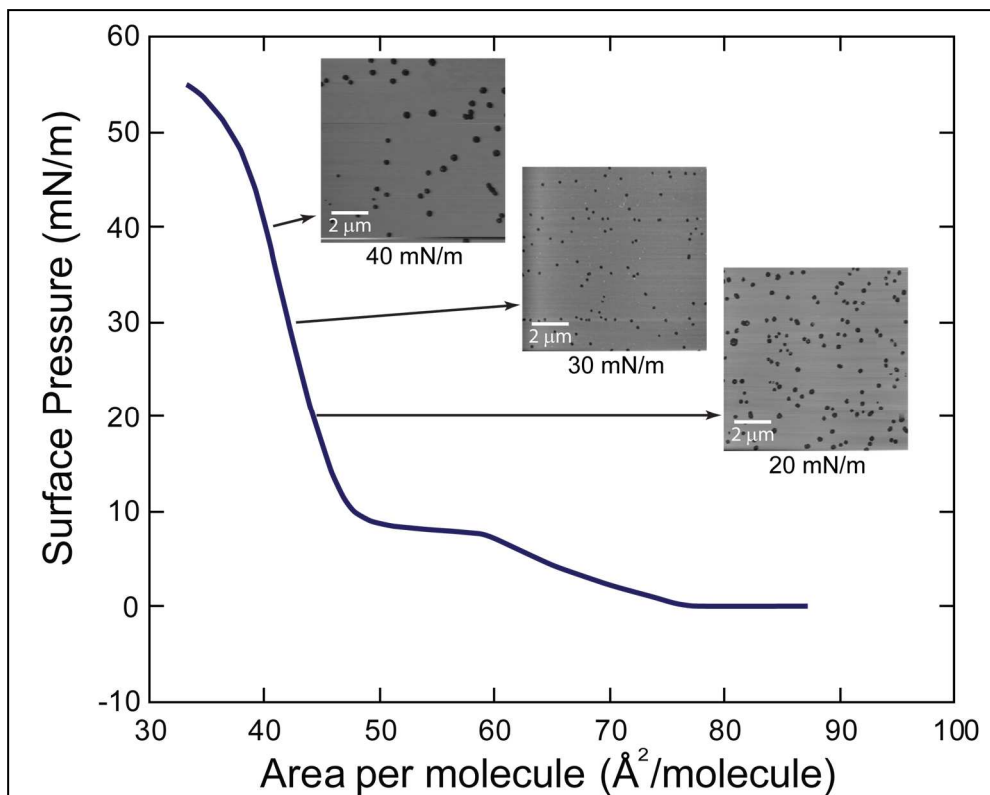 60
50
40
30
20
10
0
-10
30
40
50
60
70
80
90
100
Surface Pressure (mN/m)
Area per molecule (Å²/molecule)
2 μm
40 mN/m
2 μm
30 mN/m
2 μm
20 mN/m